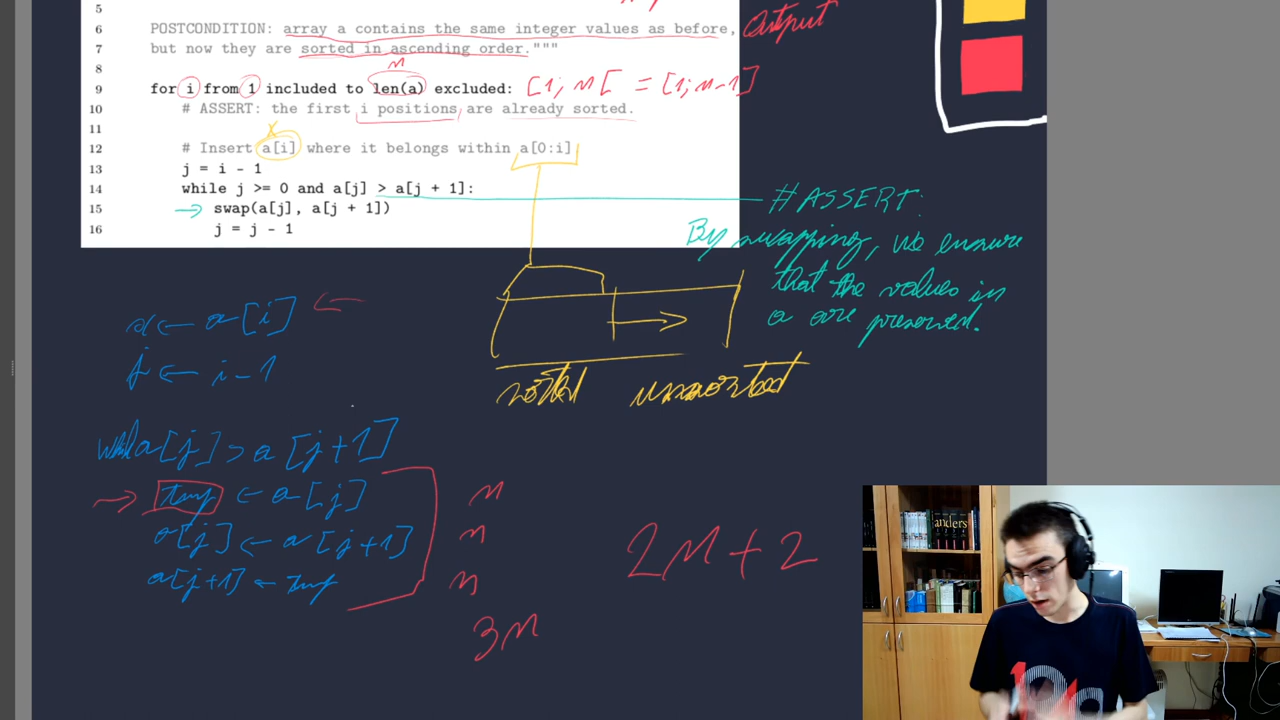 5
6 POSTCONDITION: array a contains the same integer values as before, Output
7 but now they are sorted in ascending order."""
8
n
9 for i from 1 included to len(a) excluded: [1; n[ = [1; n-1]
10 # ASSERT: the first i positions are already sorted.
11
x
12 # Insert a[i] where it belongs within a[0:i]
13 j = i - 1
14 while j >= 0 and a[j] > a[j + 1]:
15 swap(a[j], a[j + 1])
16 j = j - 1
# ASSERT:
By swapping, we ensure
that the values in
a are preserved.
x ← a[i]
j ← i-1
sorted unsorted
while a[j] > a[j+1]
tmp ← a[j] n
a[j] ← a[j+1] n
a[j+1] ← tmp n
3n
2n+2
anders